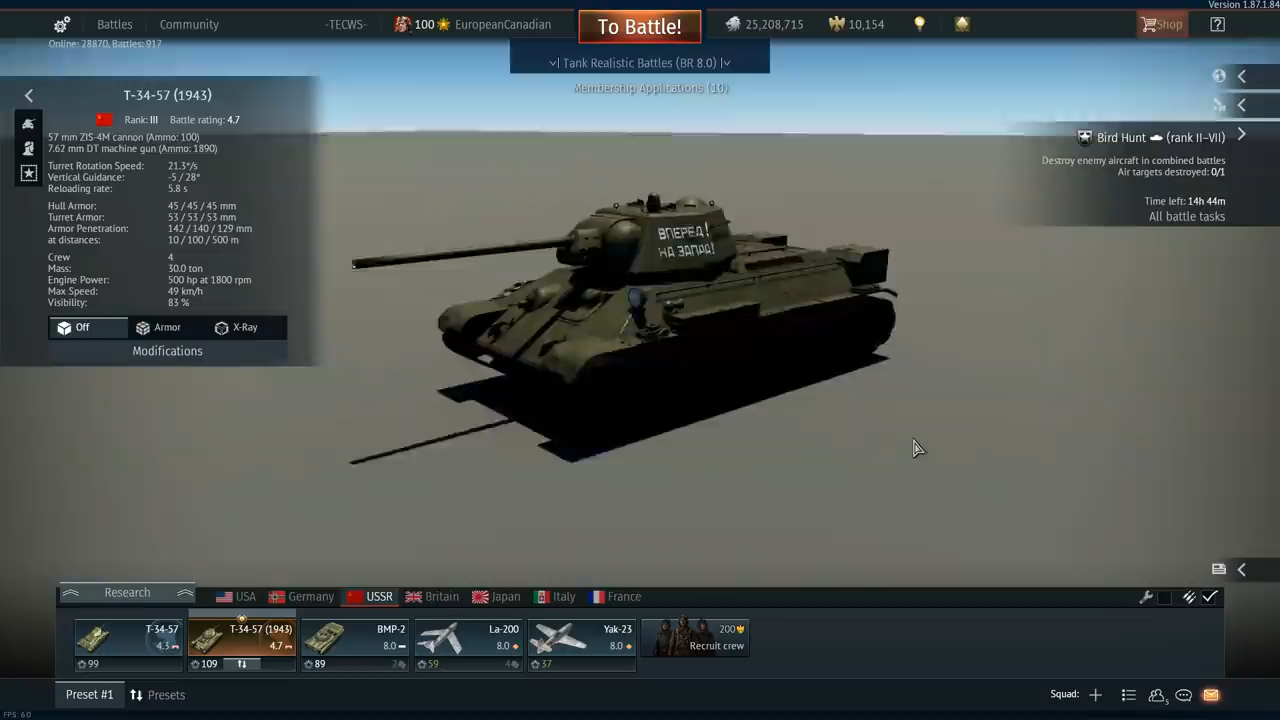 Version 1.87.1.84
Battles Community -TECWS- 100 EuropeanCanadian To Battle! 25,208,715 10,154 Shop
Online: 28870, Battles: 917
Tank Realistic Battles (BR 8.0)
Membership Applications (10)
T-34-57 (1943)
Rank: III Battle rating: 4.7
57 mm ZIS-4M cannon (Ammo: 100)
7.62 mm DT machine gun (Ammo: 1890)
Turret Rotation Speed: 21.3°/s
Vertical Guidance: -5 / 28°
Reloading rate: 5.8 s
Hull Armor: 45 / 45 / 45 mm
Turret Armor: 53 / 53 / 53 mm
Armor Penetration: 142 / 140 / 129 mm
at distances: 10 / 100 / 500 m
Crew 4
Mass: 30.0 ton
Engine Power: 500 hp at 1800 rpm
Max Speed: 49 km/h
Visibility: 83 %
Off Armor X-Ray
Modifications
Bird Hunt (rank II-VII)
Destroy enemy aircraft in combined battles
Air targets destroyed: 0/1
Time left: 14h 44m
All battle tasks
ВПЕРЕД!
НА ЗАПАД!
Research USA Germany USSR Britain Japan Italy France
T-34-57 T-34-57 (1943) BMP-2 La-200 Yak-23 200
4.3 4.7 8.0 8.0 8.0 Recruit crew
99 109 89 2 59 4 37
Preset #1 Presets Squad: 5
FPS: 60